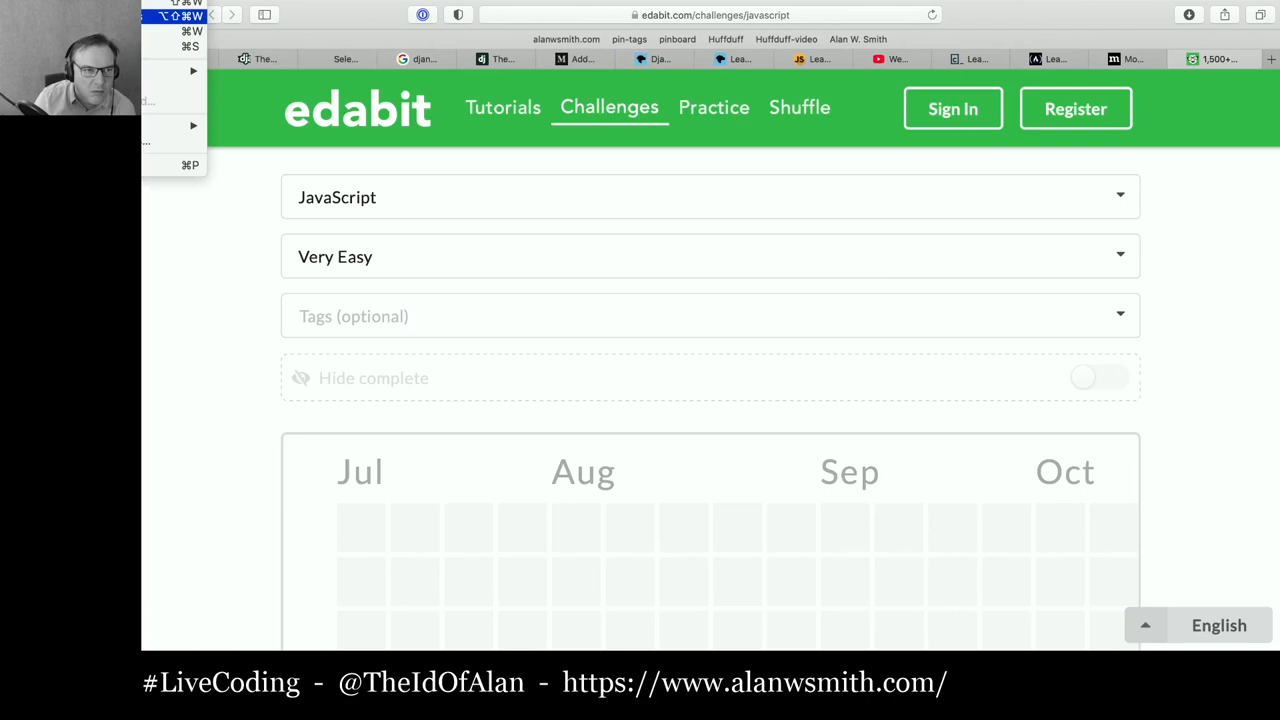 ⇧⌘W
⌥⇧⌘W
⌘W
⌘S
...
⌘P
edabit.com/challenges/javascript
alanwsmith.com pin-tags pinboard Huffduff Huffduff-video Alan W. Smith
The... Sele... djan... The... Add... Dja... Lea... Lea... We... Lea... Lea... Mo... 1,500+...
edabit Tutorials Challenges Practice Shuffle Sign In Register
JavaScript
Very Easy
Tags (optional)
Hide complete
Jul Aug Sep Oct
English
#LiveCoding - @TheIdOfAlan - https://www.alanwsmith.com/